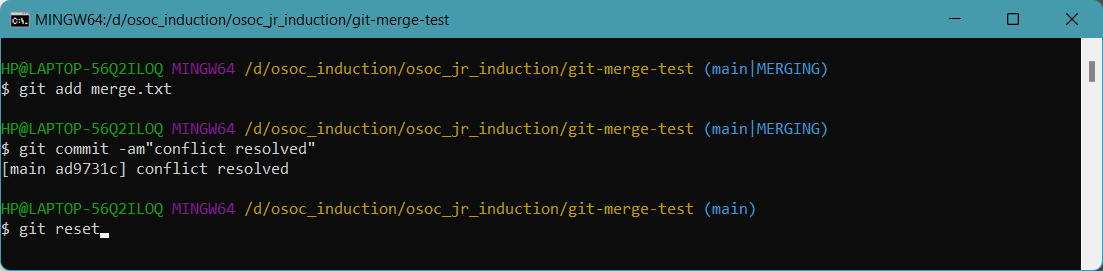 MINGW64:/d/osoc_induction/osoc_jr_induction/git-merge-test
HP@LAPTOP-56Q2ILOQ MINGW64 /d/osoc_induction/osoc_jr_induction/git-merge-test (main|MERGING)
$ git add merge.txt
HP@LAPTOP-56Q2ILOQ MINGW64 /d/osoc_induction/osoc_jr_induction/git-merge-test (main|MERGING)
$ git commit -am"conflict resolved"
[main ad9731c] conflict resolved
HP@LAPTOP-56Q2ILOQ MINGW64 /d/osoc_induction/osoc_jr_induction/git-merge-test (main)
$ git reset